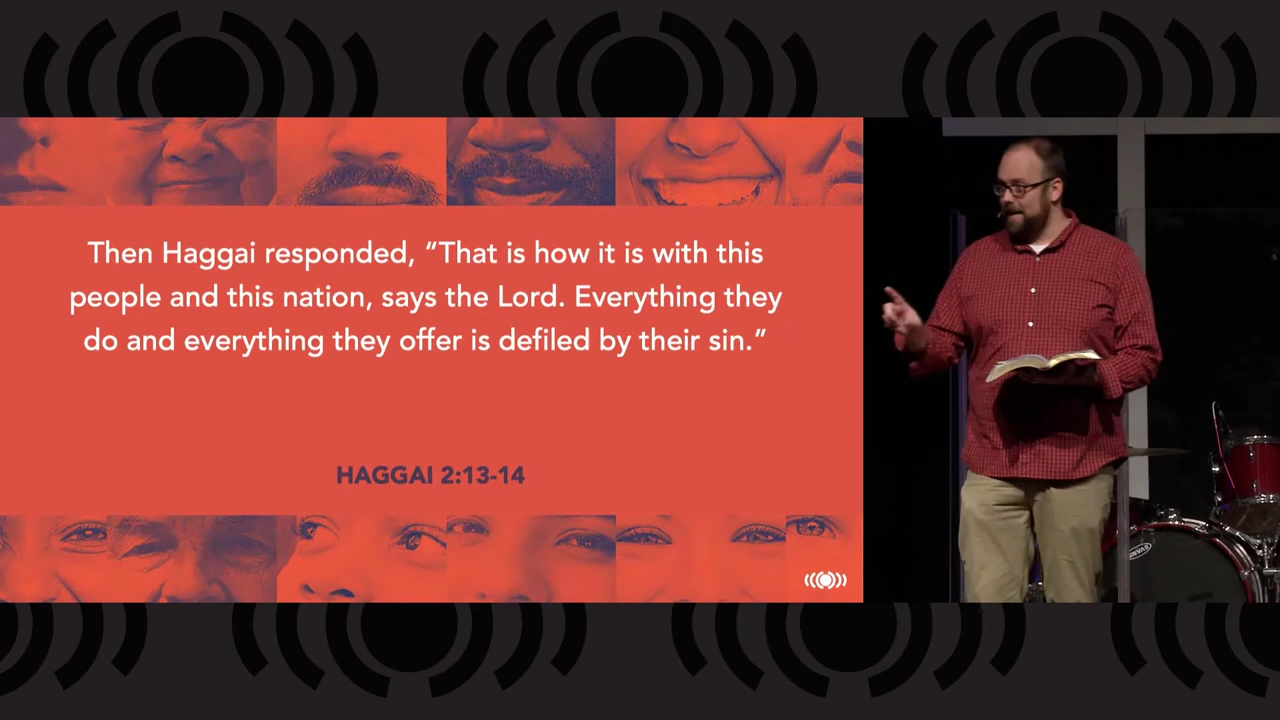 Then Haggai responded, “That is how it is with this
people and this nation, says the Lord. Everything they
do and everything they offer is defiled by their sin.”
HAGGAI 2:13-14
EVANS